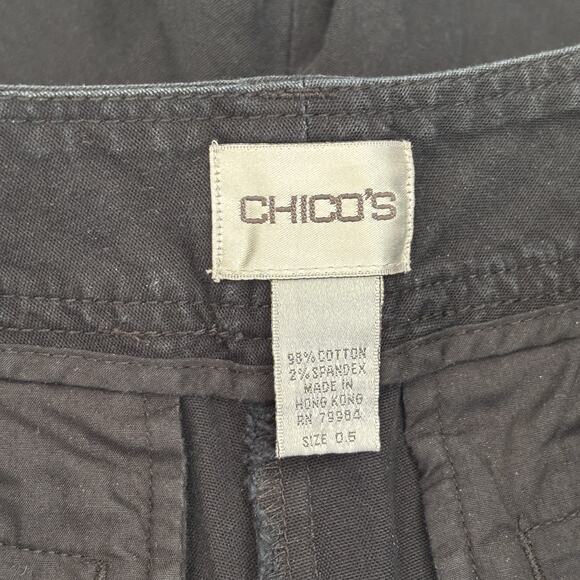 CHICO'S
98% COTTON
2% SPANDEX
MADE IN
HONG KONG
RN 79984
SIZE 0.5